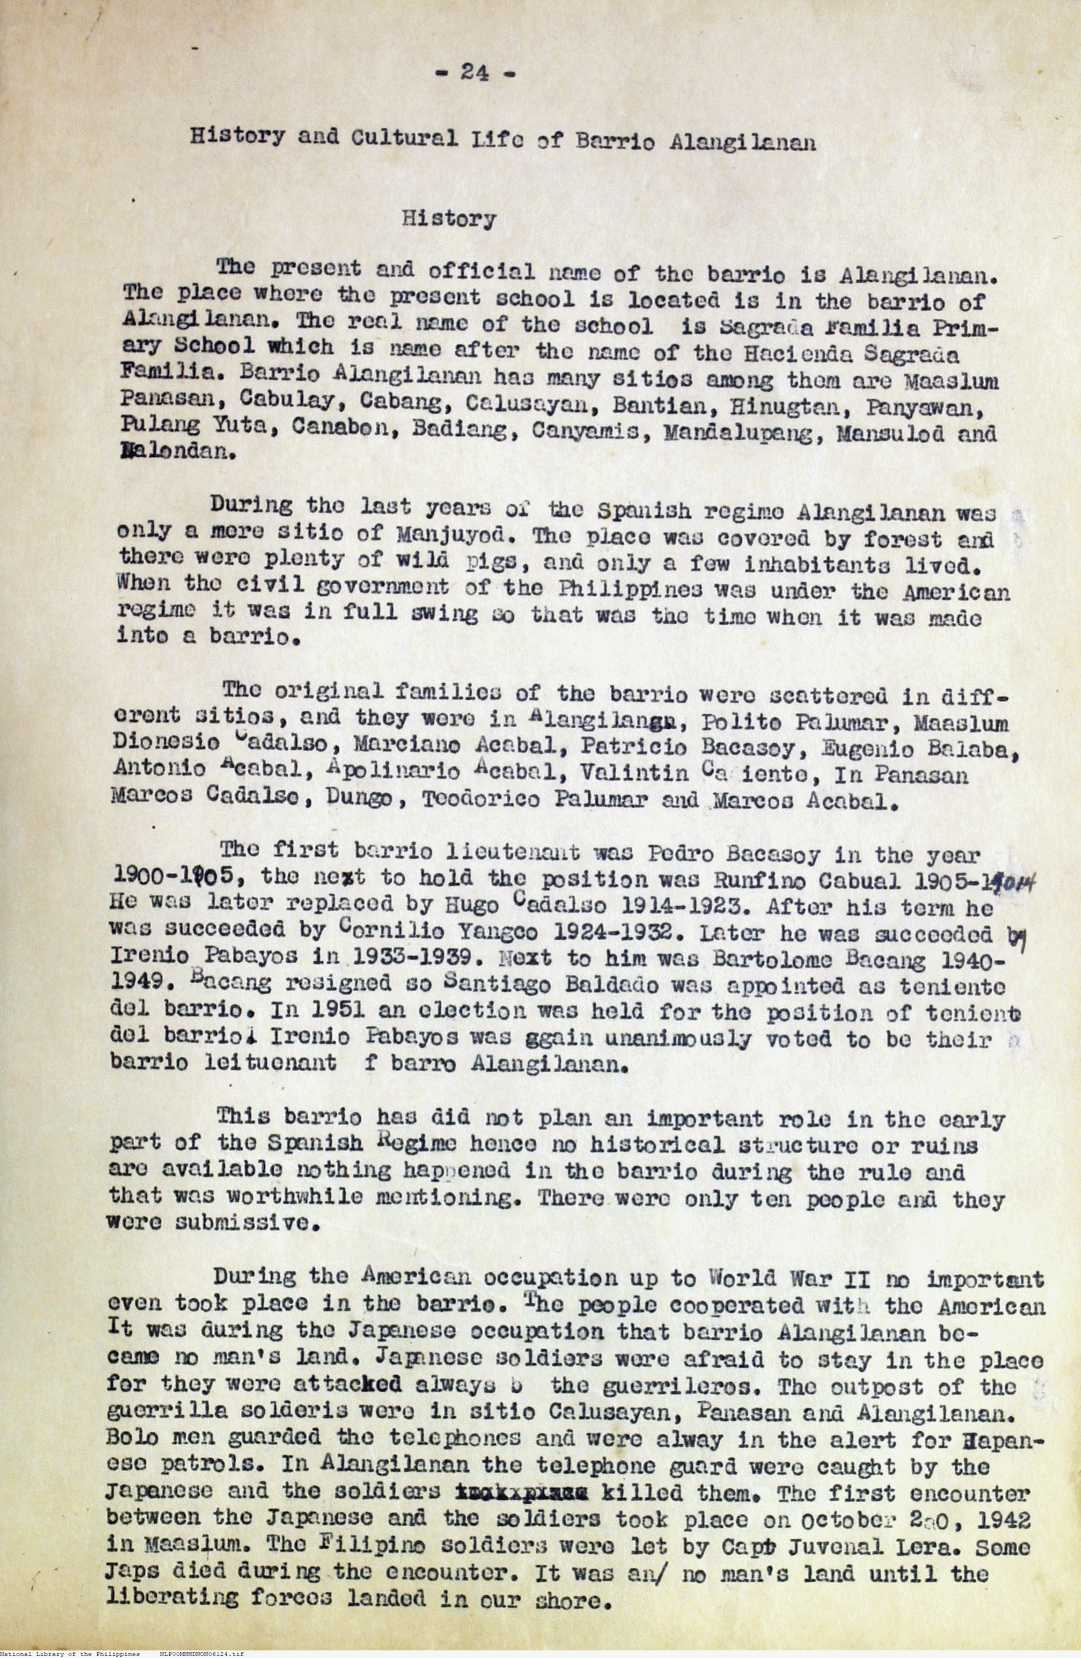 - 24 -
History and Cultural Life of Barrio Alangilanan
History
The present and official name of the barrio is Alangilanan.
The place where the present school is located is in the barrio of
Alangilanan. The real name of the school is Sagrada Familia Prim-
ary School which is name after the name of the Hacienda Sagrada
Familia. Barrio Alangilanan has many sitios among them are Maaslum
Panasan, Cabulay, Cabang, Calusayan, Bantian, Hinugtan, Panyawan,
Pulang Yuta, Canabon, Badiang, Canyamis, Mandalupang, Mansulod and
Malondan.
During the last years of the Spanish regime Alangilanan was
only a mere sitio of Manjuyod. The place was covered by forest and
there were plenty of wild pigs, and only a few inhabitants lived.
When the civil government of the Philippines was under the American
regime it was in full swing so that was the time when it was made
into a barrio.
The original families of the barrio were scattered in diff-
erent sitios, and they were in Alangilangn, Polito Palumar, Maaslum
Dionesio Cadalso, Marciano Acabal, Patricio Bacasoy, Eugenio Balaba,
Antonio Acabal, Apolinario Acabal, Valintin In Panasan
Marcos Cadalso, Dungo, Teodorico Palumar and Marcos Acabal.
The first barrio lieutenant was Pedro Bacasoy in the year
1900-1905, the next to hold the position was Runfino Cabual 1905-1
He was later replaced by Hugo Cadalso 1914-1923. After his term he
was succeeded by Cornilio Yangco 1924-1932. Later he was succeeded by
Irenio Pabayos in 1933-1939. Next to him was Bartolome Bacang 1940-
1949. Bacang resigned so Santiago Baldado was appointed as teniente
del barrio. In 1951 an election was held for the position of tenient
del barrio. Irenio Pabayos was ggain unanimously voted to be their
barrio leituenant f barro Alangilanan.
This barrio has did not plan an important role in the early
part of the Spanish Regime hence no historical structure or ruins
are available nothing happened in the barrio during the rule and
that was worthwhile mentioning. There were only ten people and they
were submissive.
During the American occupation up to World War II no important
even took place in the barrio. The people cooperated with the American
It was during the Japanese occupation that barrio Alangilanan be-
came no man's land. Japanese soldiers were afraid to stay in the place
for they were attacked always b the guerrileros. The outpost of the
guerrilla solderis were in sitio Calusayan, Panasan and Alangilanan.
Bolo men guarded the telephones and were alway in the alert for Hapan-
ese patrols. In Alangilanan the telephone guard were caught by the
Japanese and the soldiers killed them. The first encounter
between the Japanese and the soldiers took place on October 1942
in Maaslum. The Filipino soldiers were let by Capt Juvenal Lera. Some
Japs died during the encounter. It was an/ no man's land until the
liberating forces landed in our shore.
National Library of the Philippines